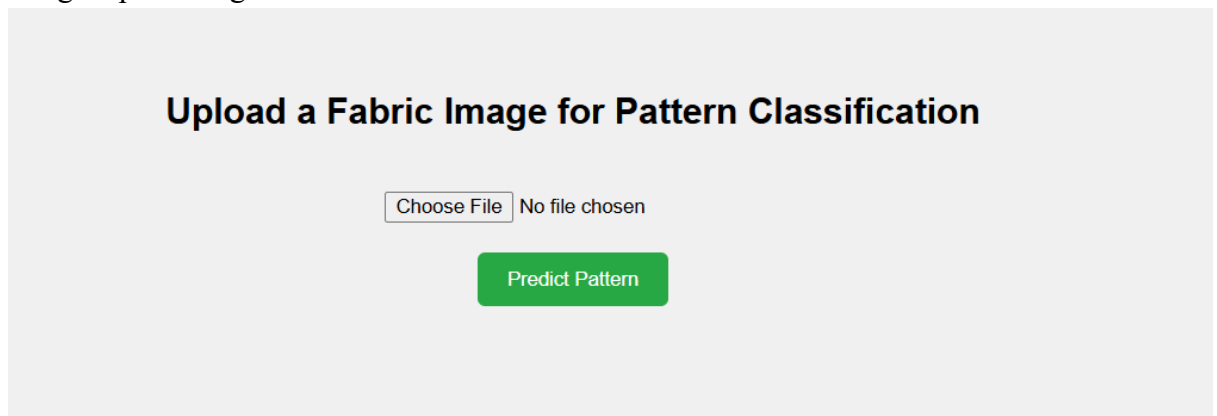 Upload a Fabric Image for Pattern Classification
Choose File No file chosen
Predict Pattern